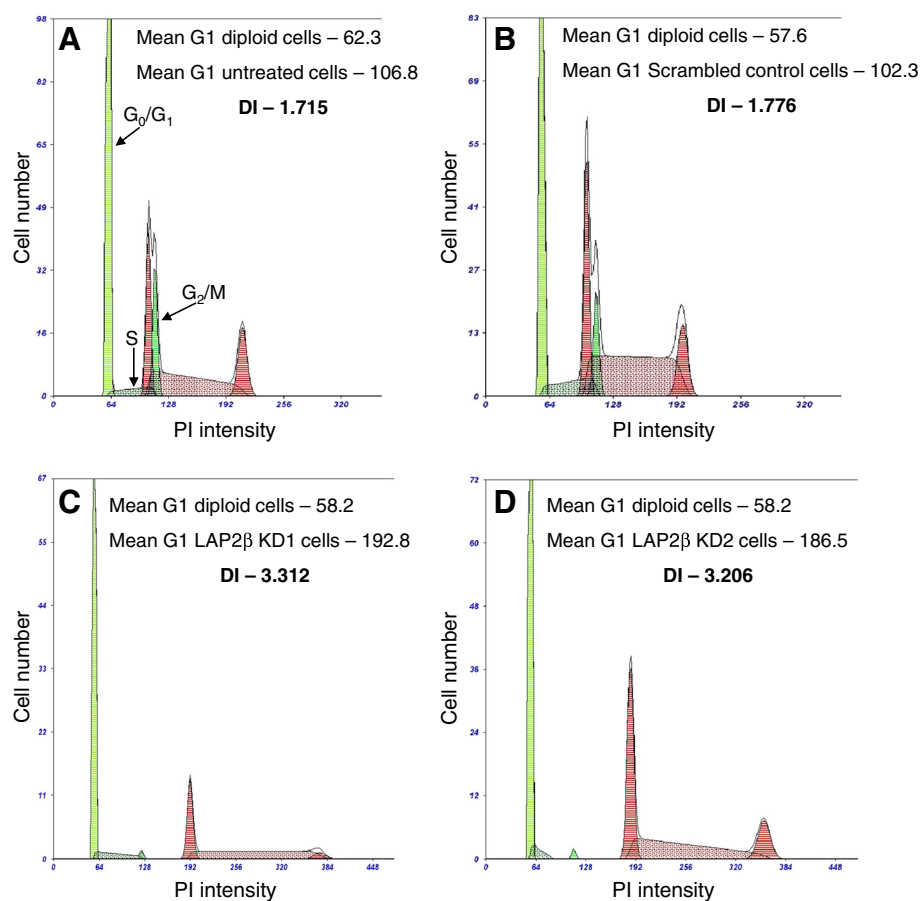 A
Mean G1 diploid cells – 62.3
Mean G1 untreated cells – 106.8
DI – 1.715
G0/G1
G2/M
S
Cell number
98
82
65
49
32
16
0
0 64 128 192 256 320
PI intensity
B
Mean G1 diploid cells – 57.6
Mean G1 Scrambled control cells – 102.3
DI – 1.776
Cell number
83
69
55
41
27
13
0
0 64 128 192 256 320
PI intensity
C
Mean G1 diploid cells – 58.2
Mean G1 LAP2β KD1 cells – 192.8
DI – 3.312
Cell number
67
55
44
33
22
11
0
0 64 128 192 256 320 384 448
PI intensity
D
Mean G1 diploid cells – 58.2
Mean G1 LAP2β KD2 cells – 186.5
DI – 3.206
Cell number
72
60
48
36
24
12
0
0 64 128 192 256 320 384 448
PI intensity